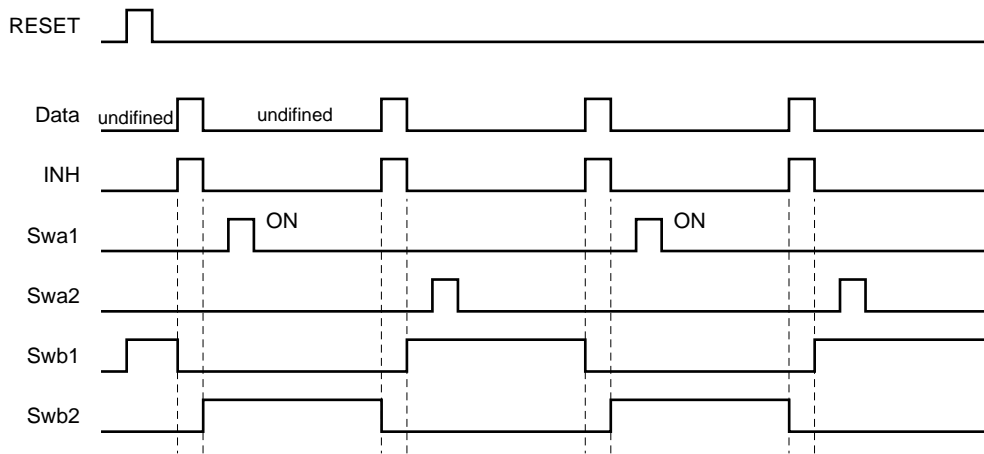 RESET
Data undifined undifined
INH
Swa1 ON ON
Swa2
Swb1
Swb2